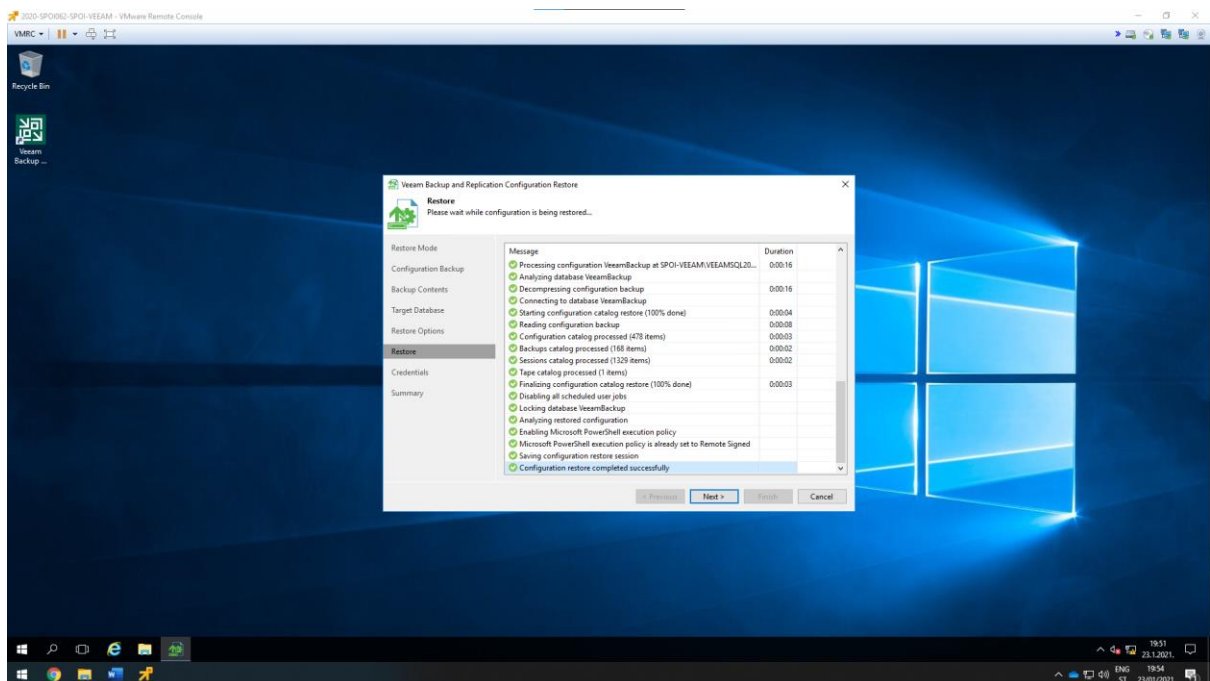 2020-SPOI062-SPOI-VEEAM - VMware Remote Console
VMRC
Recycle Bin
Veeam
Backup ...
Veeam Backup and Replication Configuration Restore
Restore
Please wait while configuration is being restored...
Restore Mode
Configuration Backup
Backup Contents
Target Database
Restore Options
Restore
Credentials
Summary
Message Duration
Processing configuration VeeamBackup at SPOI-VEEAM\VEEAMSQL20... 0:00:16
Analyzing database VeeamBackup
Decompressing configuration backup 0:00:16
Connecting to database VeeamBackup
Starting configuration catalog restore (100% done) 0:00:04
Reading configuration backup 0:00:08
Configuration catalog processed (478 items) 0:00:03
Backups catalog processed (168 items) 0:00:02
Sessions catalog processed (1329 items) 0:00:02
Tape catalog processed (1 items)
Finalizing configuration catalog restore (100% done) 0:00:03
Disabling all scheduled user jobs
Locking database VeeamBackup
Analyzing restored configuration
Enabling Microsoft PowerShell execution policy
Microsoft PowerShell execution policy is already set to Remote Signed
Saving configuration restore session
Configuration restore completed successfully
< Previous Next > Finish Cancel
19:51
23.1.2021.
ENG 19:54
ST 23/01/2021